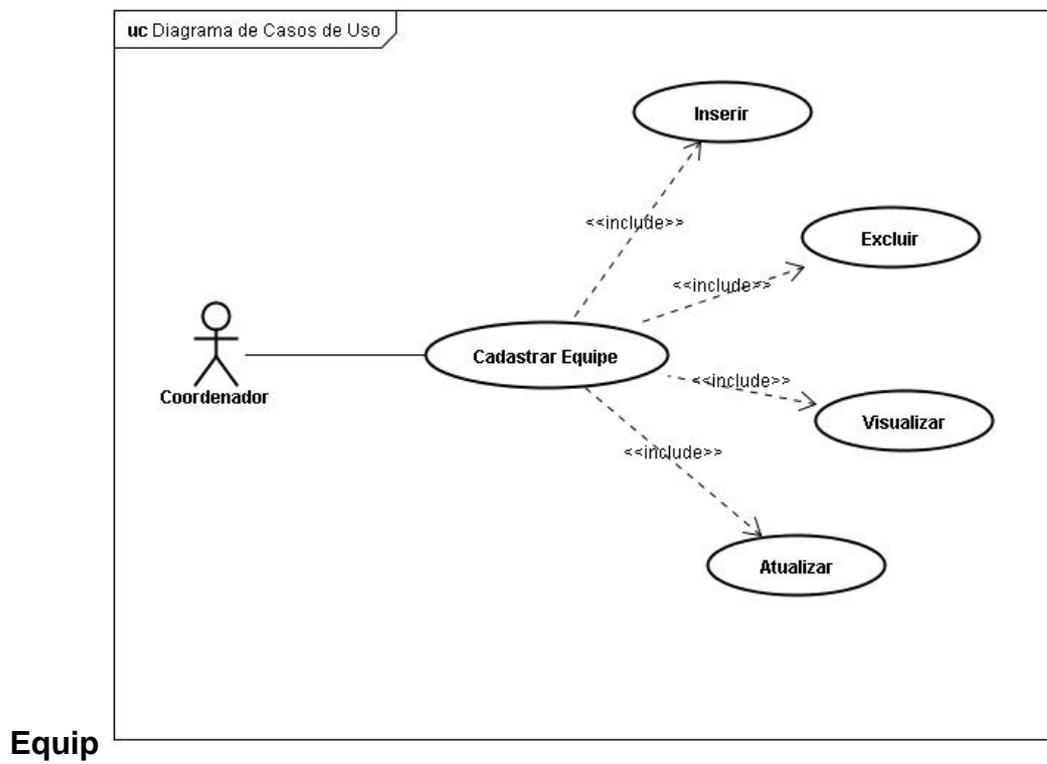 uc Diagrama de Casos de Uso
Inserir
<<include>>
Excluir
<<include>>
Cadastrar Equipe
Coordenador
<<include>>
Visualizar
<<include>>
Atualizar
Equip